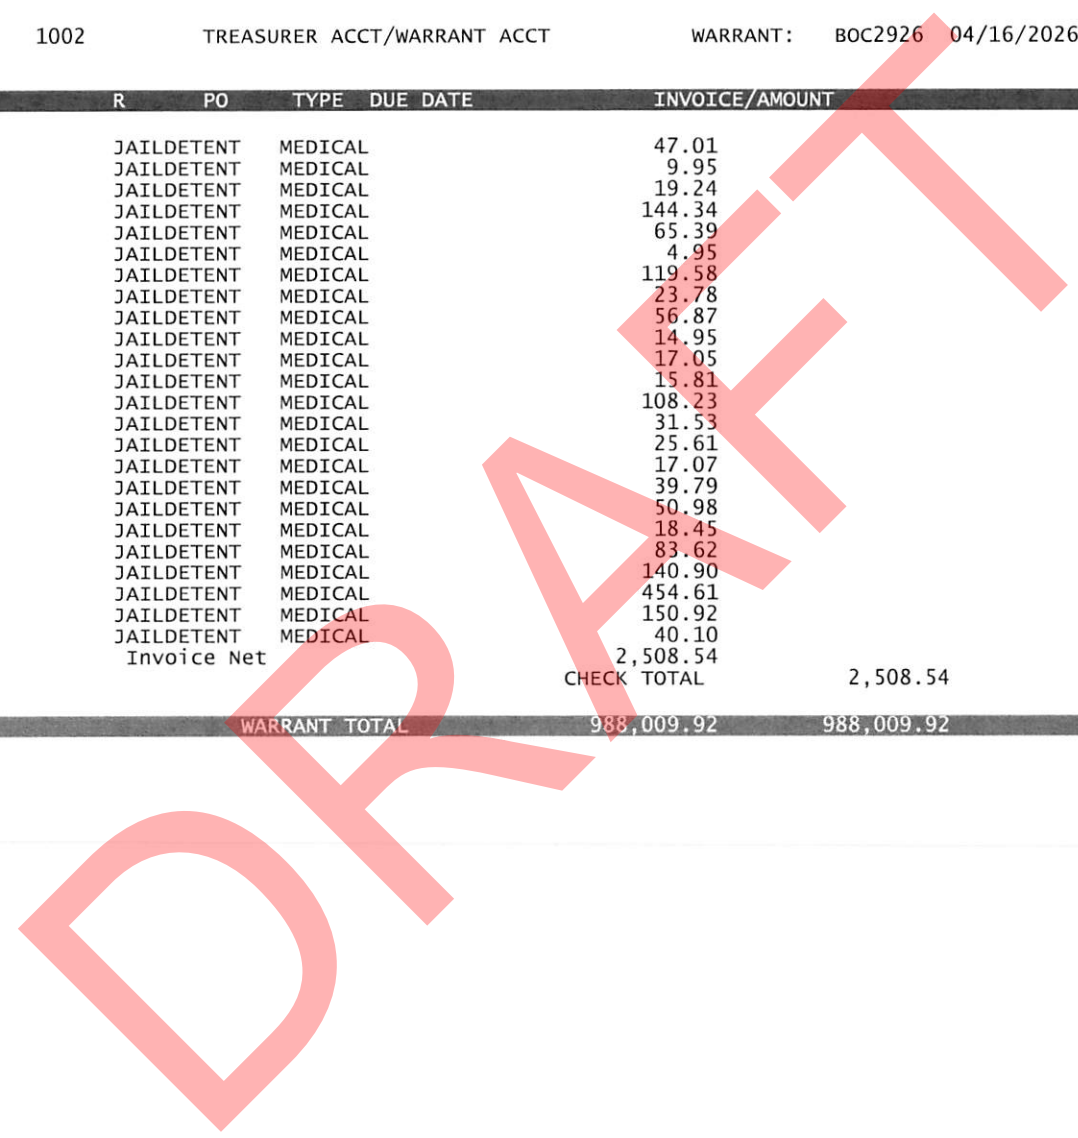 1002 TREASURER ACCT/WARRANT ACCT WARRANT: BOC2926 04/16/2026
R PO TYPE DUE DATE INVOICE/AMOUNT
JAILDETENT MEDICAL 47.01
JAILDETENT MEDICAL 9.95
JAILDETENT MEDICAL 19.24
JAILDETENT MEDICAL 144.34
JAILDETENT MEDICAL 65.39
JAILDETENT MEDICAL 4.95
JAILDETENT MEDICAL 119.58
JAILDETENT MEDICAL 23.78
JAILDETENT MEDICAL 56.87
JAILDETENT MEDICAL 14.95
JAILDETENT MEDICAL 17.05
JAILDETENT MEDICAL 15.81
JAILDETENT MEDICAL 108.23
JAILDETENT MEDICAL 31.53
JAILDETENT MEDICAL 25.61
JAILDETENT MEDICAL 17.07
JAILDETENT MEDICAL 39.79
JAILDETENT MEDICAL 50.98
JAILDETENT MEDICAL 18.45
JAILDETENT MEDICAL 83.62
JAILDETENT MEDICAL 140.90
JAILDETENT MEDICAL 454.61
JAILDETENT MEDICAL 150.92
JAILDETENT MEDICAL 40.10
Invoice Net 2,508.54
CHECK TOTAL 2,508.54
WARRANT TOTAL 988,009.92 988,009.92
DRAFT